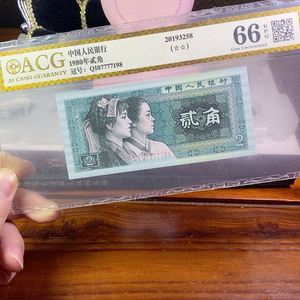 ACG
AI CANG GUARANTY
中国人民银行
1980年贰角
冠号：QI07777198
20193258
(☆☆)
66 EPQ
Gem Uncirculated
中国人民银行
贰角
2
2